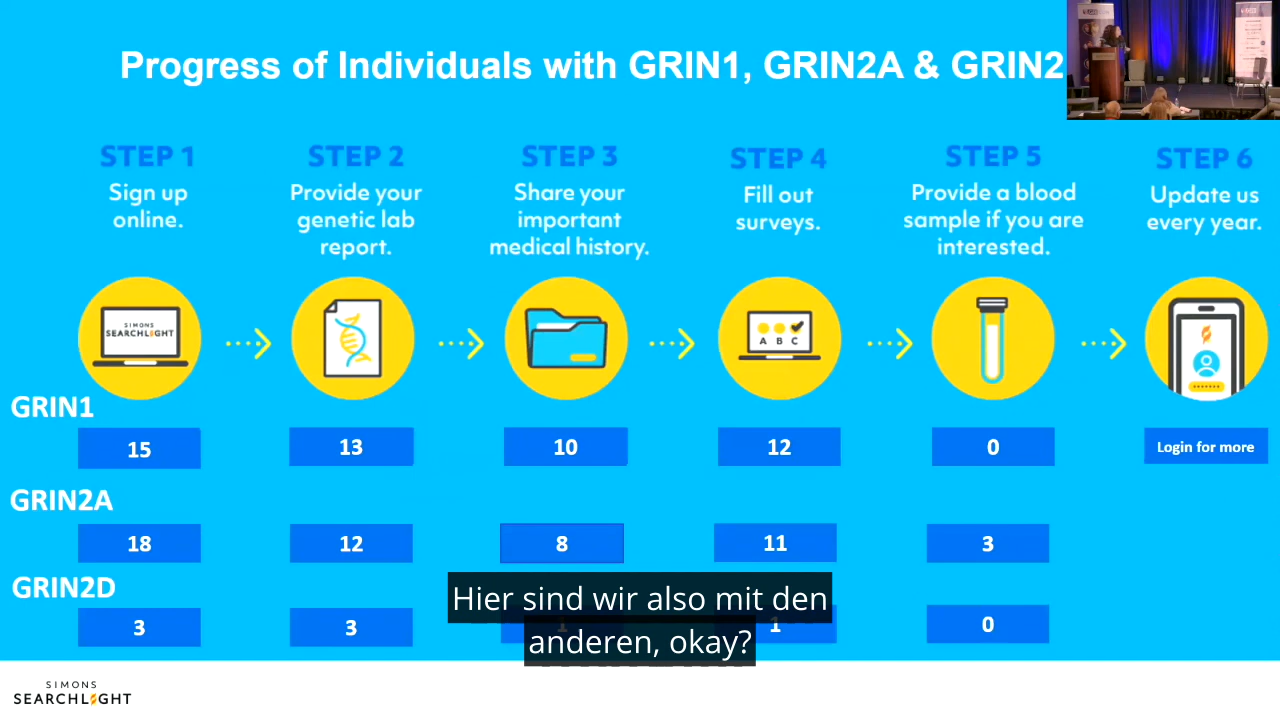 Progress of Individuals with GRIN1, GRIN2A & GRIN2
STEP 1
Sign up
online.
STEP 2
Provide your
genetic lab
report.
STEP 3
Share your
important
medical history.
STEP 4
Fill out
surveys.
STEP 5
Provide a blood
sample if you are
interested.
STEP 6
Update us
every year.
SIMONS
SEARCHLIGHT
A B C
GRIN1
15
13
10
12
0
Login for more
GRIN2A
18
12
8
11
3
GRIN2D
3
3
1
1
0
Hier sind wir also mit den
anderen, okay?
SIMONS
SEARCHLIGHT